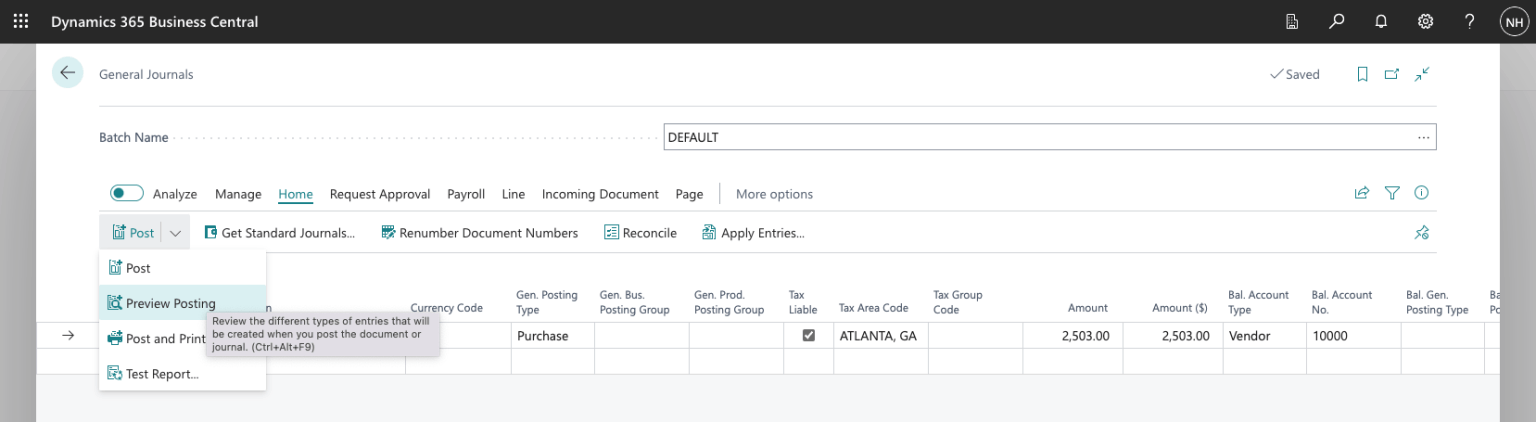 Dynamics 365 Business Central
NH
General Journals
Saved
Batch Name
DEFAULT
Analyze Manage Home Request Approval Payroll Line Incoming Document Page More options
Post Get Standard Journals... Renumber Document Numbers Reconcile Apply Entries...
Post
Preview Posting
Post and Print
Test Report...
Review the different types of entries that will
be created when you post the document or
journal. (Ctrl+Alt+F9)
Currency Code
Gen. Posting
Type
Gen. Bus.
Posting Group
Gen. Prod.
Posting Group
Tax
Liable
Tax Area Code
Tax Group
Code
Amount
Amount ($)
Bal. Account
Type
Bal. Account
No.
Bal. Gen.
Posting Type
Purchase ATLANTA, GA 2,503.00 2,503.00 Vendor 10000